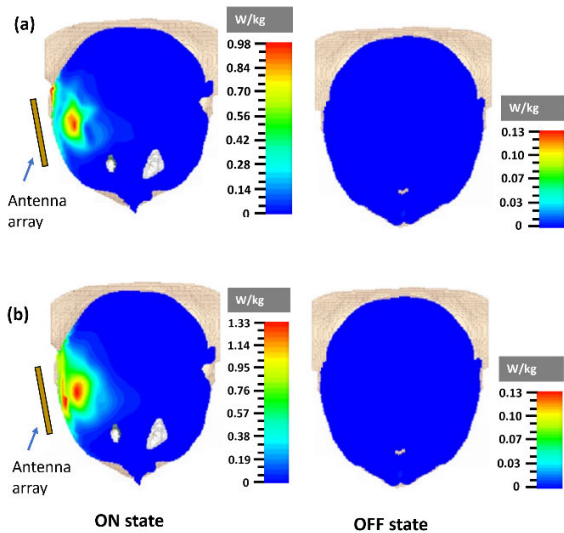 (a)
W/kg
0.98
0.84
0.70
0.56
0.42
0.28
0.14
0
Antenna
array
W/kg
0.13
0.10
0.07
0.03
0
(b)
W/kg
1.33
1.14
0.95
0.76
0.57
0.38
0.19
0
Antenna
array
W/kg
0.13
0.10
0.07
0.03
0
ON state
OFF state